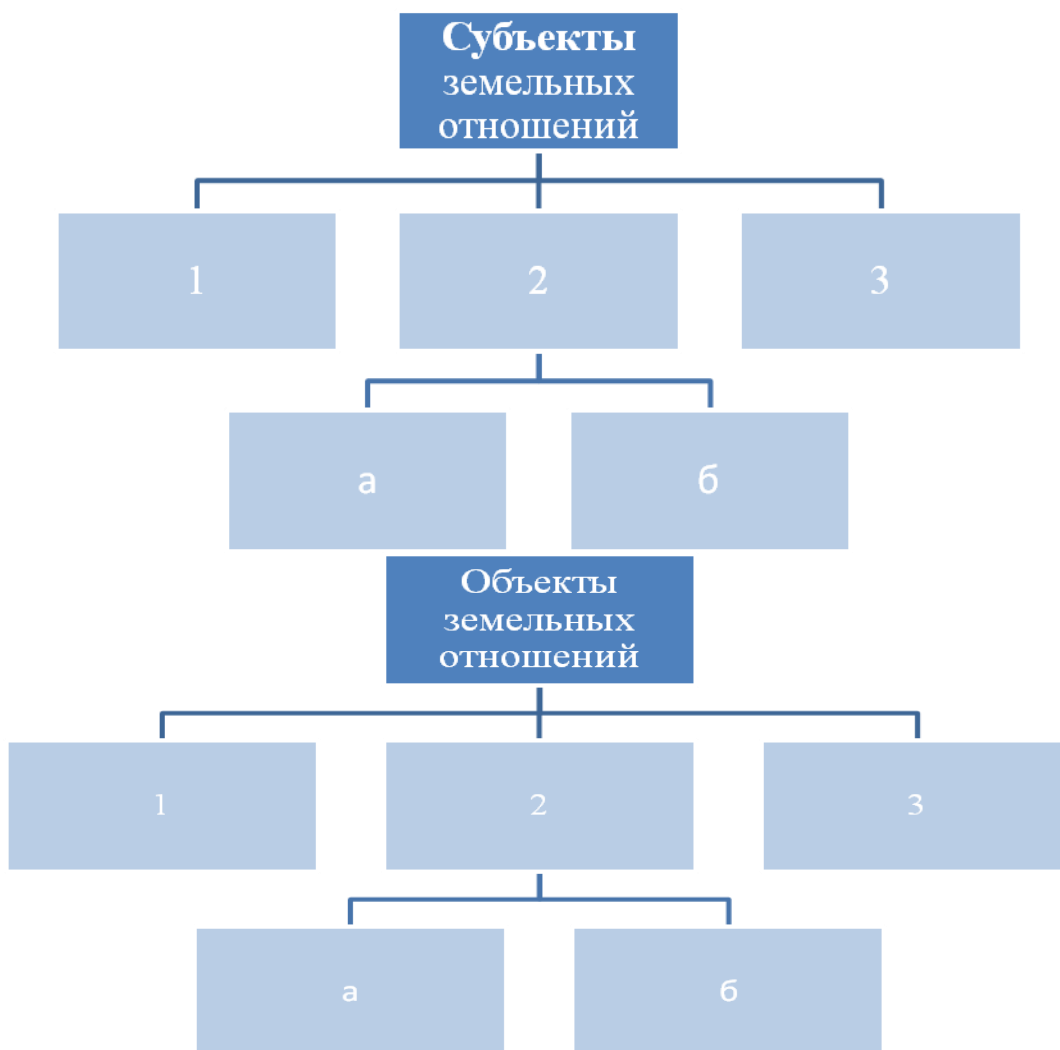 Субъекты
земельных
отношений
1
2
3
а
б
Объекты
земельных
отношений
1
2
3
а
б